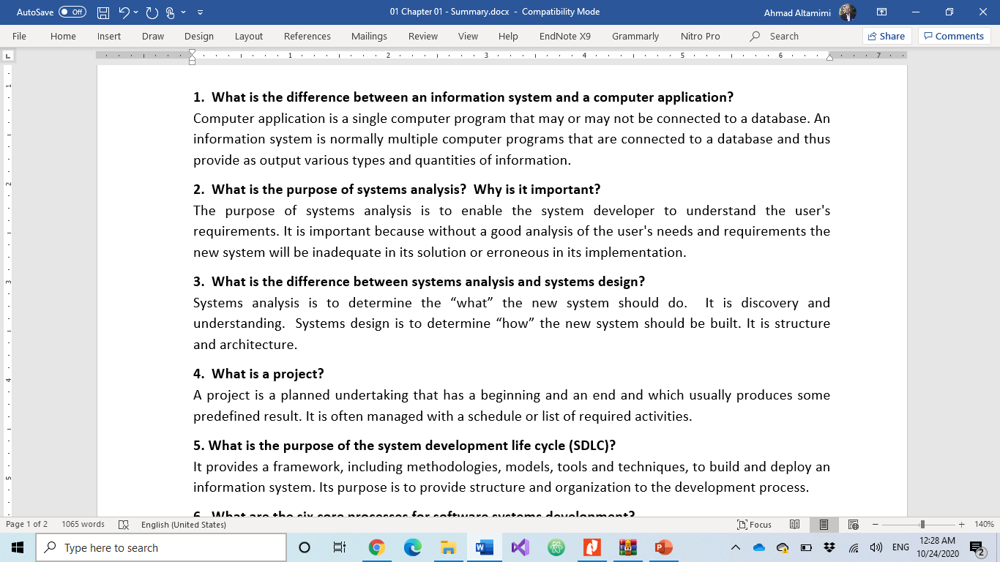 AutoSave Off 01 Chapter 01 - Summary.docx - Compatibility Mode Ahmad Altamimi
File Home Insert Draw Design Layout References Mailings Review View Help EndNote X9 Grammarly Nitro Pro Search Share Comments
1 2 3 4 5 6 7
1. What is the difference between an information system and a computer application?
Computer application is a single computer program that may or may not be connected to a database. An
information system is normally multiple computer programs that are connected to a database and thus
provide as output various types and quantities of information.
2. What is the purpose of systems analysis?  Why is it important?
The purpose of systems analysis is to enable the system developer to understand the user's
requirements. It is important because without a good analysis of the user's needs and requirements the
new system will be inadequate in its solution or erroneous in its implementation.
3. What is the difference between systems analysis and systems design?
Systems analysis is to determine the “what” the new system should do.  It is discovery and
understanding.  Systems design is to determine “how” the new system should be built. It is structure
and architecture.
4. What is a project?
A project is a planned undertaking that has a beginning and an end and which usually produces some
predefined result. It is often managed with a schedule or list of required activities.
5. What is the purpose of the system development life cycle (SDLC)?
It provides a framework, including methodologies, models, tools and techniques, to build and deploy an
information system. Its purpose is to provide structure and organization to the development process.
6. What are the six core processes for software systems development?
1
2
3
4
5
Page 1 of 2 1065 words English (United States) Focus 140%
Type here to search ENG 12:28 AM
10/24/2020 2